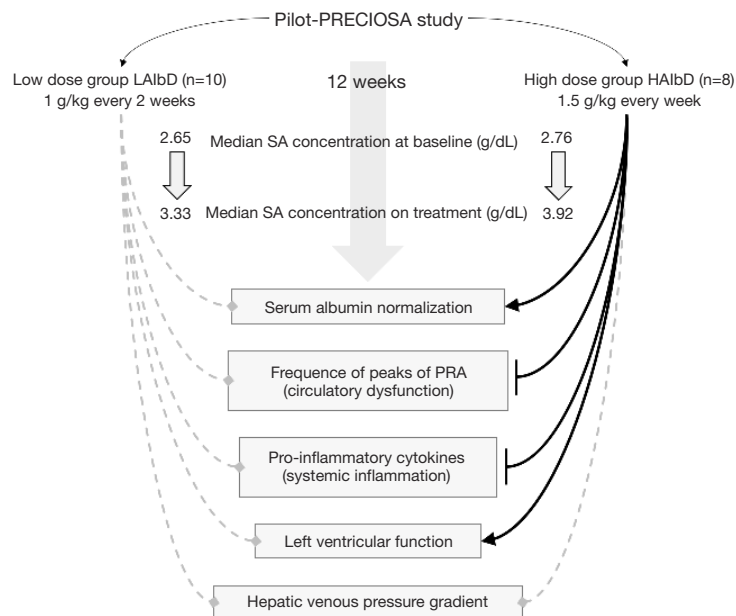 Pilot-PRECIOSA study
Low dose group LAlbD (n=10)
1 g/kg every 2 weeks
12 weeks
High dose group HAlbD (n=8)
1.5 g/kg every week
2.65 Median SA concentration at baseline (g/dL) 2.76
3.33 Median SA concentration on treatment (g/dL) 3.92
Serum albumin normalization
Frequence of peaks of PRA
(circulatory dysfunction)
Pro-inflammatory cytokines
(systemic inflammation)
Left ventricular function
Hepatic venous pressure gradient